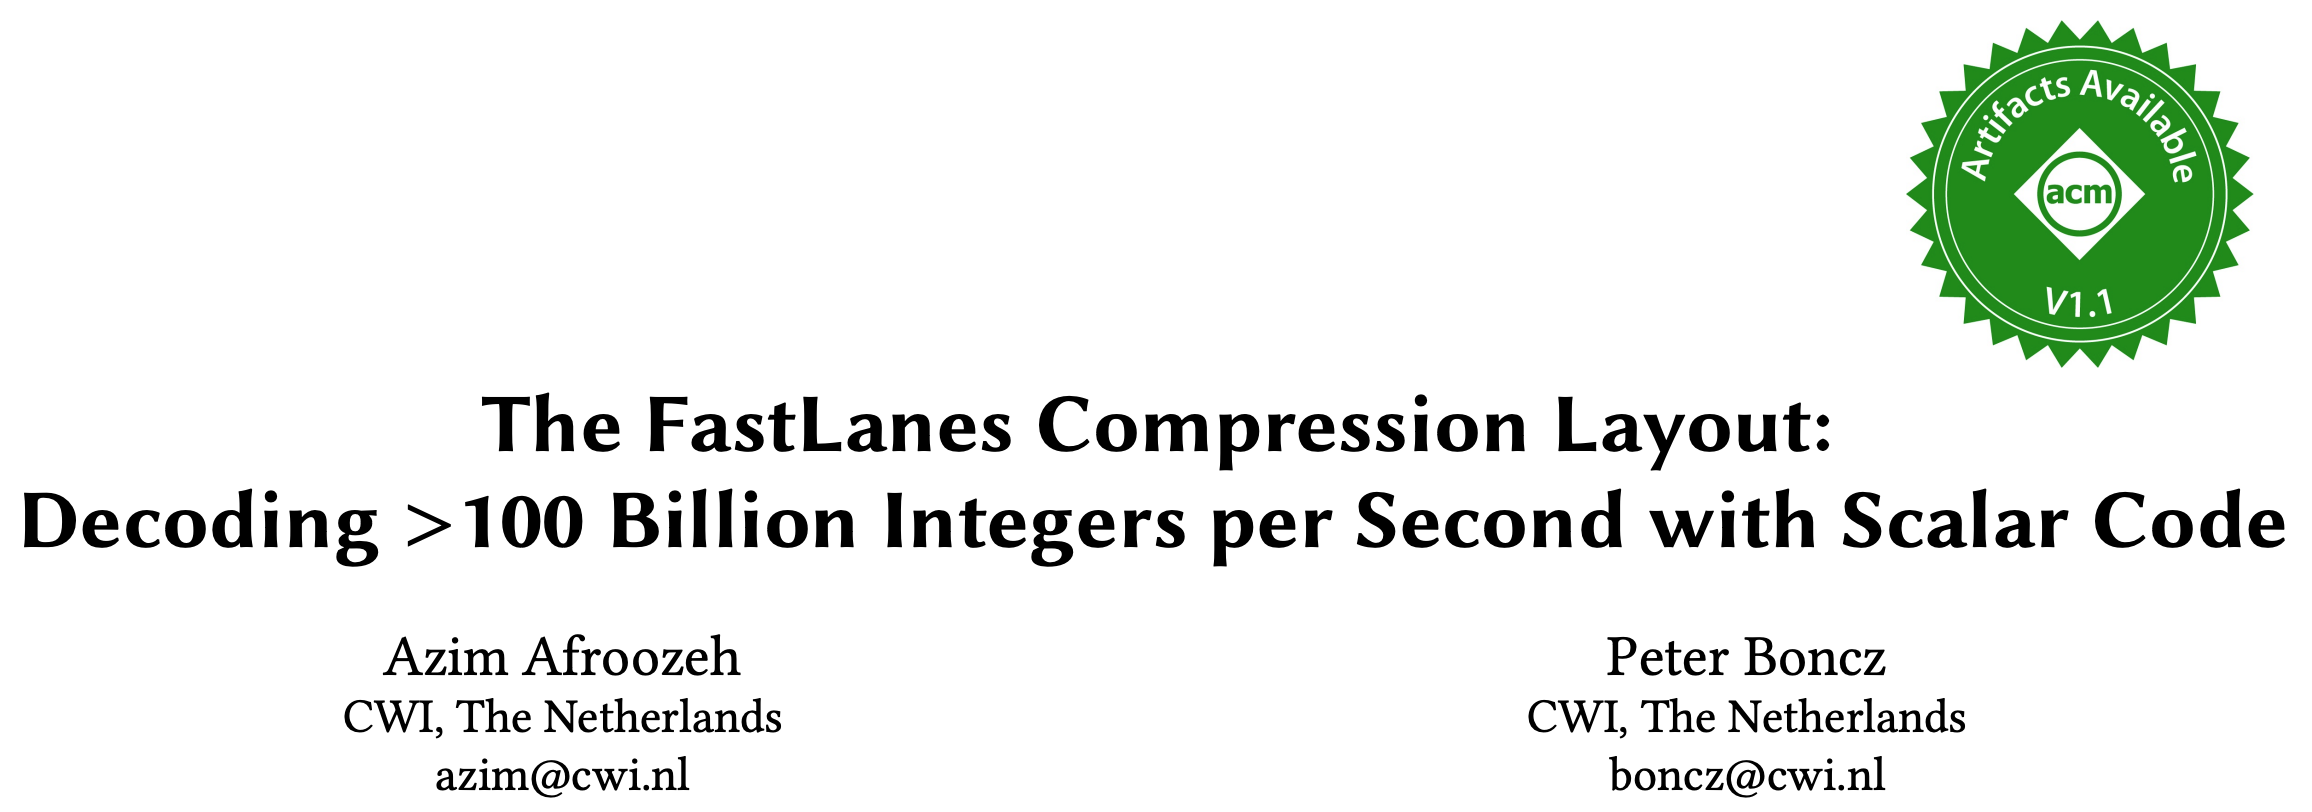 Artifacts Available
acm
V1.1
The FastLanes Compression Layout:
Decoding >100 Billion Integers per Second with Scalar Code
Azim Afroozeh
CWI, The Netherlands
azim@cwi.nl
Peter Boncz
CWI, The Netherlands
boncz@cwi.nl